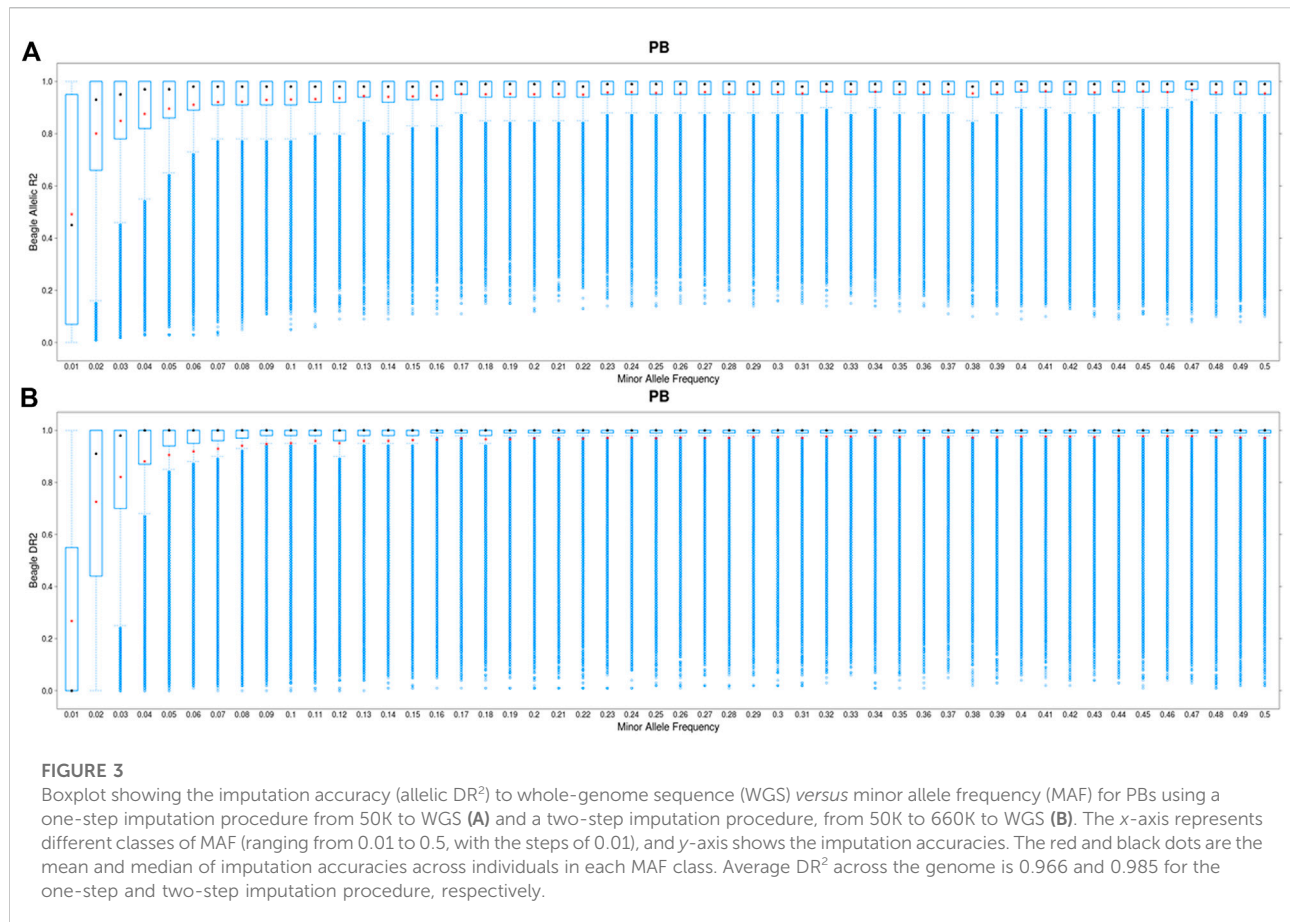 A
PB
Beagle Allelic R2
1.0
0.8
0.6
0.4
0.2
0.0
0.01 0.02 0.03 0.04 0.05 0.06 0.07 0.08 0.09 0.1 0.11 0.12 0.13 0.14 0.15 0.16 0.17 0.18 0.19 0.2 0.21 0.22 0.23 0.24 0.25 0.26 0.27 0.28 0.29 0.3 0.31 0.32 0.33 0.34 0.35 0.36 0.37 0.38 0.39 0.4 0.41 0.42 0.43 0.44 0.45 0.46 0.47 0.48 0.49 0.5
Minor Allele Frequency
B
PB
Beagle DR2
1.0
0.8
0.6
0.4
0.2
0.0
0.01 0.02 0.03 0.04 0.05 0.06 0.07 0.08 0.09 0.1 0.11 0.12 0.13 0.14 0.15 0.16 0.17 0.18 0.19 0.2 0.21 0.22 0.23 0.24 0.25 0.26 0.27 0.28 0.29 0.3 0.31 0.32 0.33 0.34 0.35 0.36 0.37 0.38 0.39 0.4 0.41 0.42 0.43 0.44 0.45 0.46 0.47 0.48 0.49 0.5
Minor Allele Frequency
FIGURE 3
Boxplot showing the imputation accuracy (allelic DR²) to whole-genome sequence (WGS) versus minor allele frequency (MAF) for PBs using a
one-step imputation procedure from 50K to WGS (A) and a two-step imputation procedure, from 50K to 660K to WGS (B). The x-axis represents
different classes of MAF (ranging from 0.01 to 0.5, with the steps of 0.01), and y-axis shows the imputation accuracies. The red and black dots are the
mean and median of imputation accuracies across individuals in each MAF class. Average DR² across the genome is 0.966 and 0.985 for the
one-step and two-step imputation procedure, respectively.